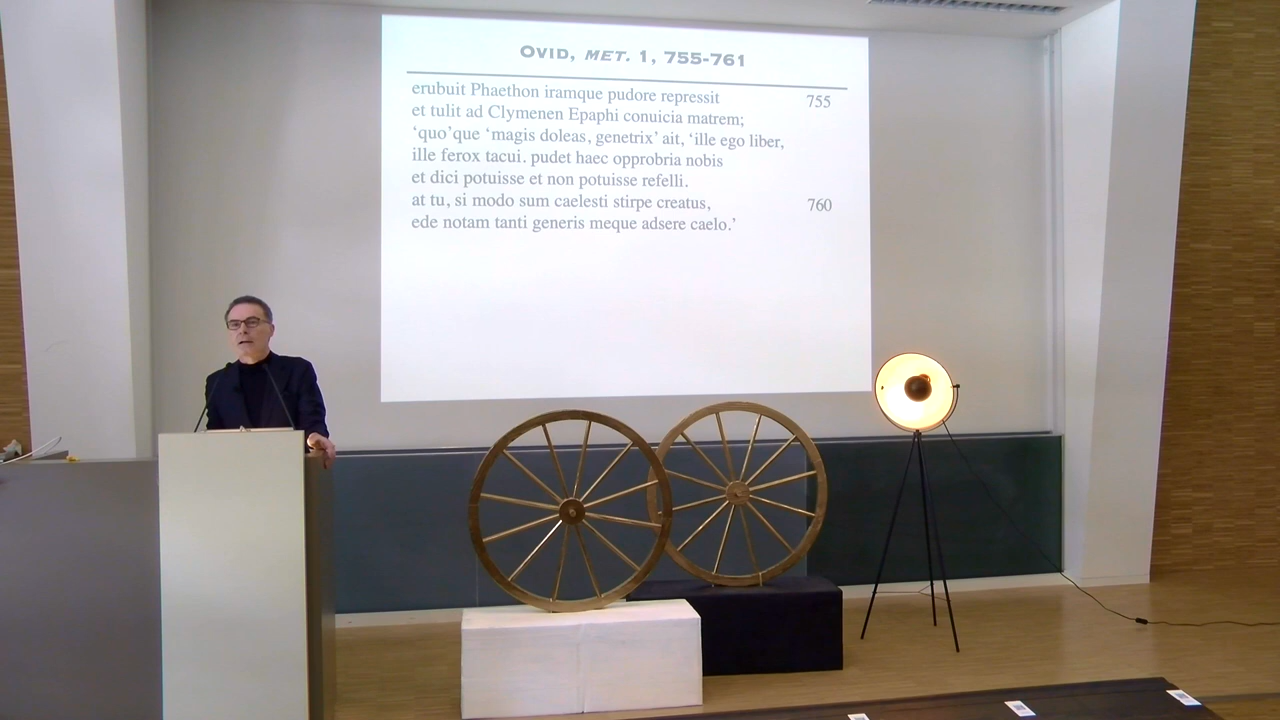 OVID, MET. 1, 755-761
erubuit Phaethon iramque pudore repressit 755
et tulit ad Clymenen Epaphi conuicia matrem;
‘quo’que ‘magis doleas, genetrix’ ait, ‘ille ego liber,
ille ferox tacui. pudet haec opprobria nobis
et dici potuisse et non potuisse refelli.
at tu, si modo sum caelesti stirpe creatus, 760
ede notam tanti generis meque adsere caelo.’